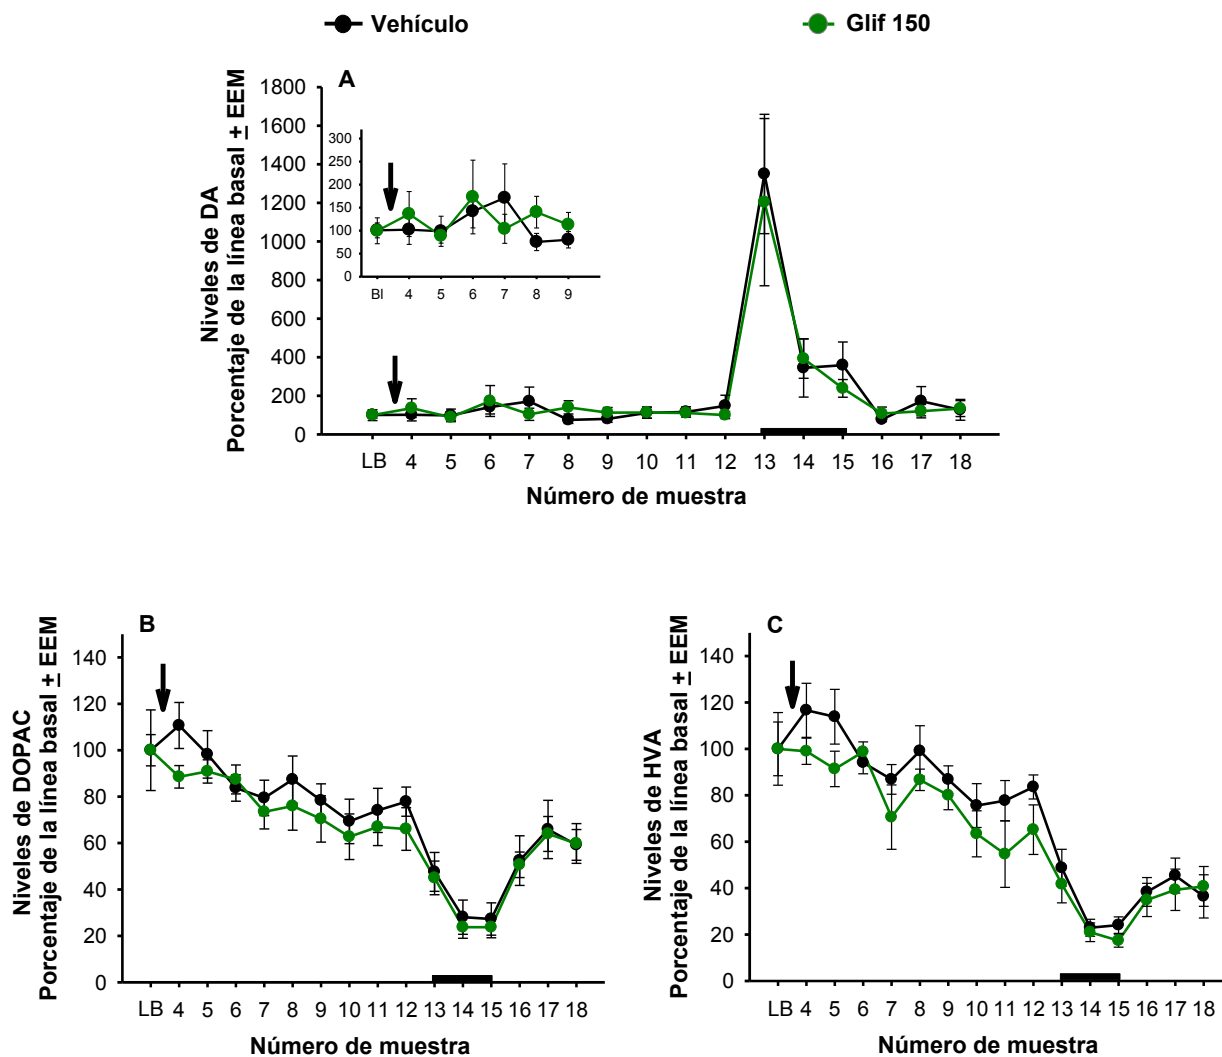 Vehículo
Glif 150
A
Niveles de DA
Porcentaje de la línea basal ± EEM
1800
1600
1400
1200
1000
800
600
400
200
0
300
250
200
150
100
50
0
BI 4 5 6 7 8 9
LB 4 5 6 7 8 9 10 11 12 13 14 15 16 17 18
Número de muestra
B
Niveles de DOPAC
Porcentaje de la línea basal ± EEM
140
120
100
80
60
40
20
0
LB 4 5 6 7 8 9 10 11 12 13 14 15 16 17 18
Número de muestra
C
Niveles de HVA
Porcentaje de la línea basal ± EEM
140
120
100
80
60
40
20
0
LB 4 5 6 7 8 9 10 11 12 13 14 15 16 17 18
Número de muestra